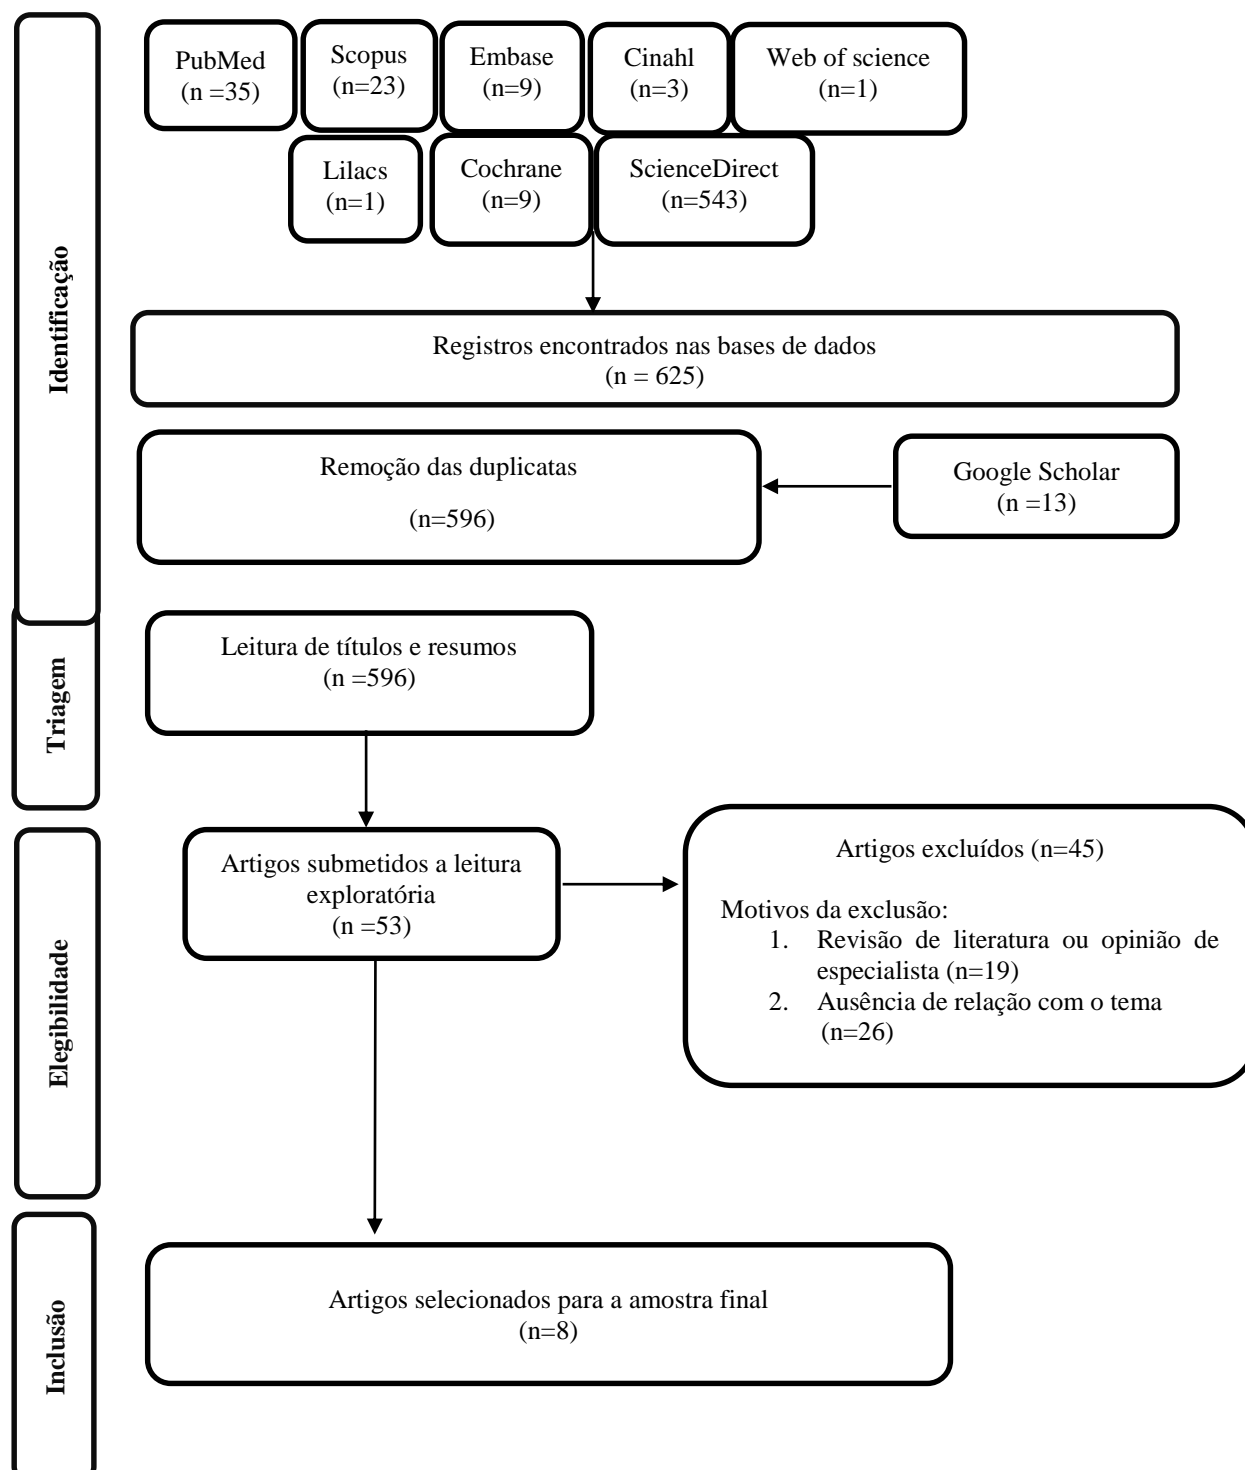 PubMed
(n =35)
Scopus
(n=23)
Embase
(n=9)
Cinahl
(n=3)
Web of science
(n=1)
Lilacs
(n=1)
Cochrane
(n=9)
ScienceDirect
(n=543)
Identificação
Registros encontrados nas bases de dados
(n = 625)
Remoção das duplicatas
(n=596)
Google Scholar
(n =13)
Triagem
Leitura de títulos e resumos
(n =596)
Elegibilidade
Artigos submetidos a leitura
exploratória
(n =53)
Artigos excluídos (n=45)
Motivos da exclusão:
1. Revisão de literatura ou opinião de
especialista (n=19)
2. Ausência de relação com o tema
(n=26)
Inclusão
Artigos selecionados para a amostra final
(n=8)